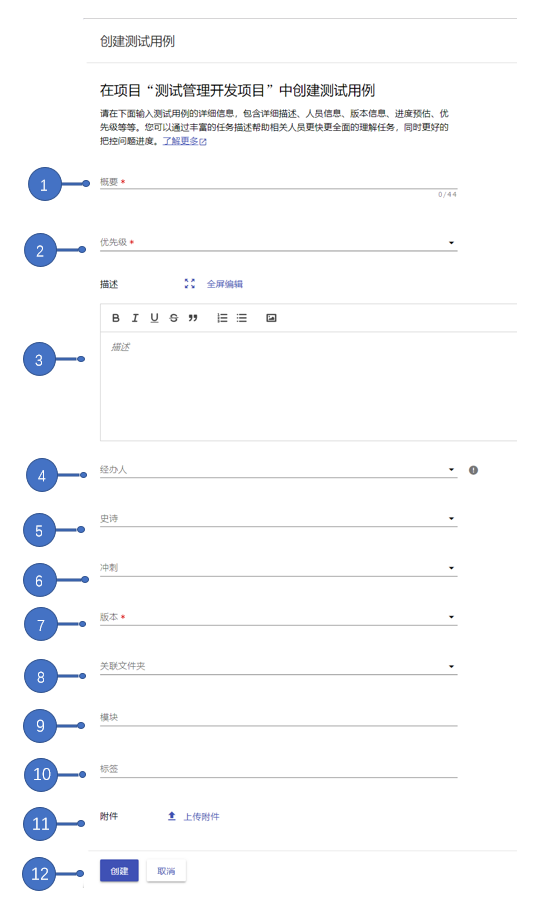 创建测试用例
在项目“测试管理开发项目”中创建测试用例
请在下面输入测试用例的详细信息，包含详细描述、人员信息、版本信息、进度预估、优
先级等等。您可以通过丰富的任务描述帮助相关人员更快更全面的理解任务，同时更好的
把控问题进度。了解更多
1 概要 *
0/44
2 优先级 *
描述 全屏编辑
B I U S ”
3 描述
4 经办人
5 史诗
6 冲刺
7 版本 *
8 关联文件夹
9 模块
10 标签
11 附件 上传附件
12 创建 取消